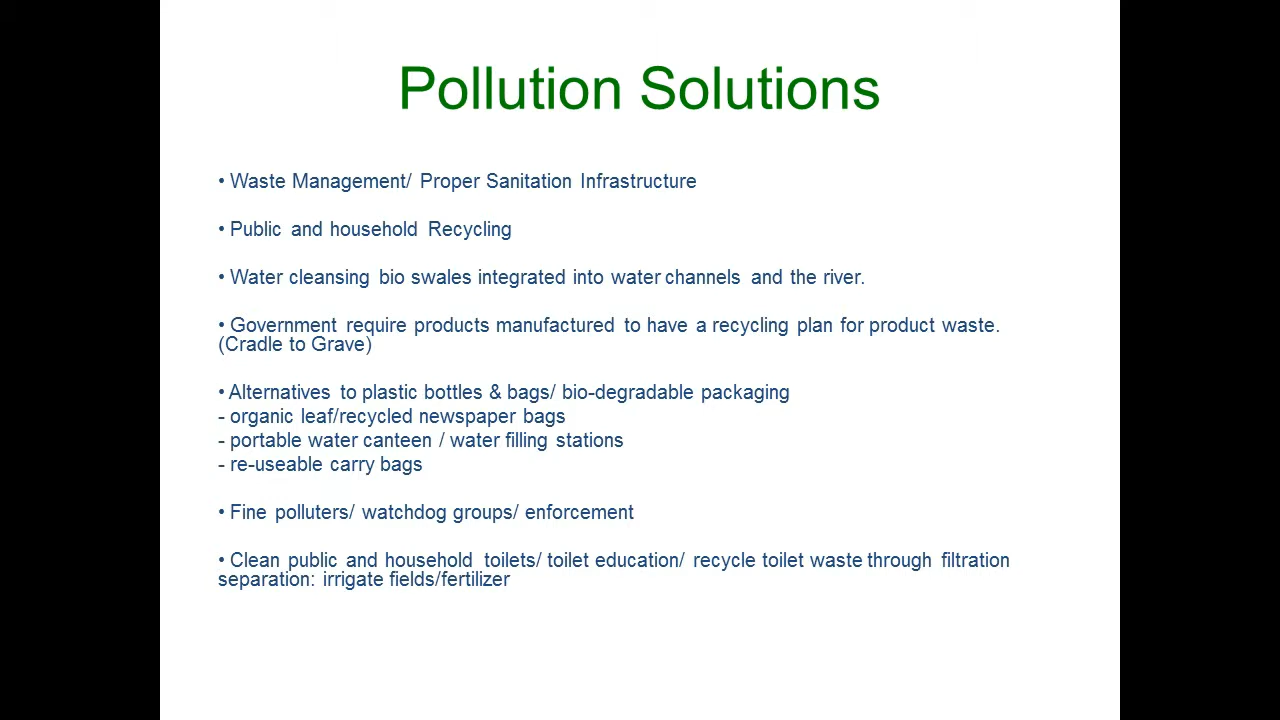 Pollution Solutions
• Waste Management/ Proper Sanitation Infrastructure
• Public and household Recycling
• Water cleansing bio swales integrated into water channels and the river.
• Government require products manufactured to have a recycling plan for product waste.
(Cradle to Grave)
• Alternatives to plastic bottles & bags/ bio-degradable packaging
- organic leaf/recycled newspaper bags
- portable water canteen / water filling stations
- re-useable carry bags
• Fine polluters/ watchdog groups/ enforcement
• Clean public and household toilets/ toilet education/ recycle toilet waste through filtration
separation: irrigate fields/fertilizer